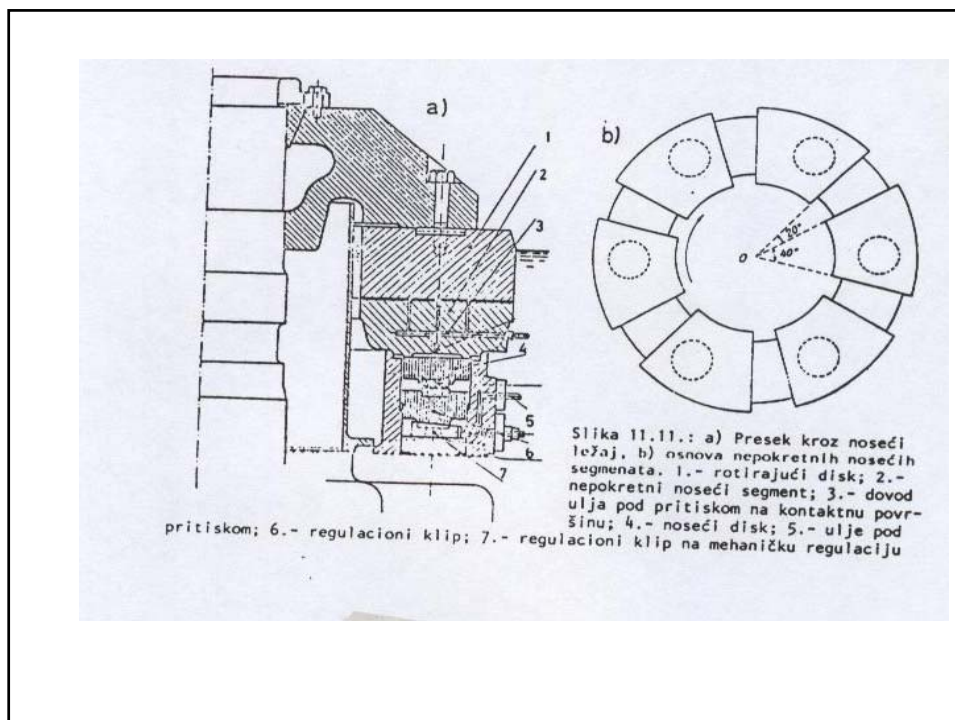 a)
1
2
3
4
5
6
7
b)
O
20°
40°
Slika 11.11.: a) Presek kroz noseći
ležaj, b) osnova nepokretnih nosećih
segmenata. 1.- rotirajući disk; 2.-
nepokretni noseći segment; 3.- dovod
ulja pod pritiskom na kontaktnu povr-
šinu; 4.- noseći disk; 5.- ulje pod
pritiskom; 6.- regulacioni klip; 7.- regulacioni klip na mehaničku regulaciju